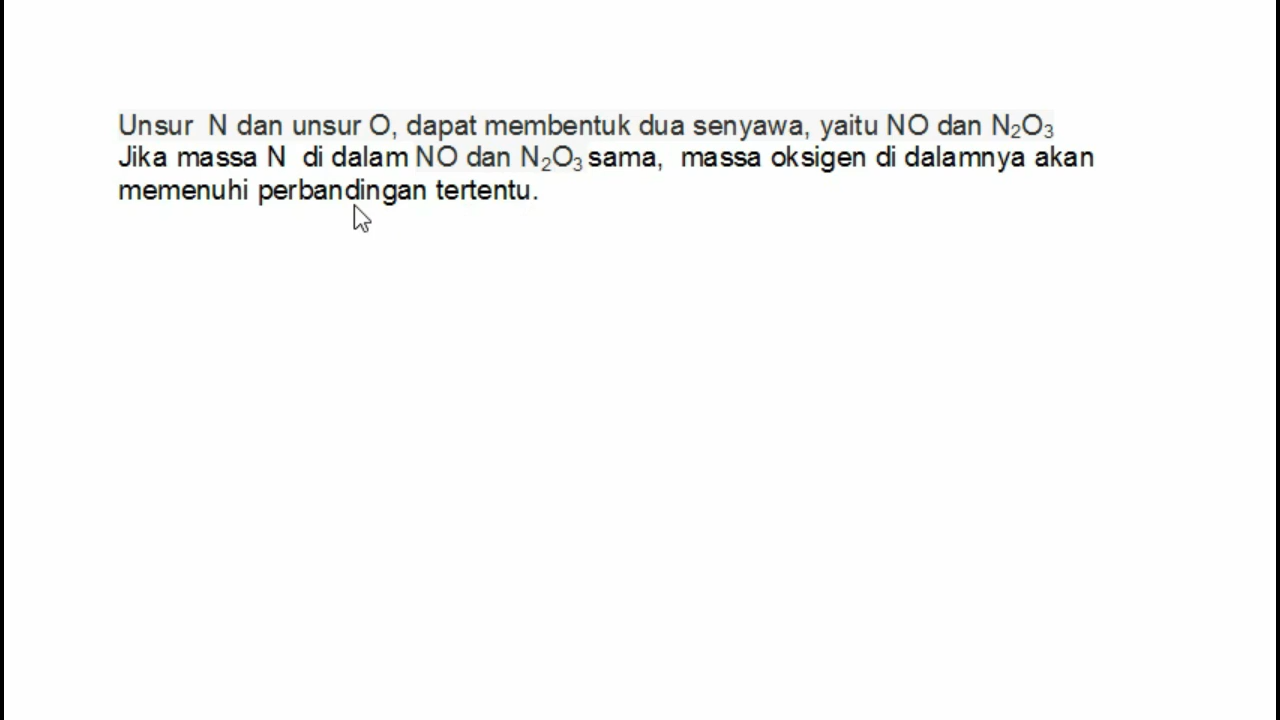 Unsur N dan unsur O, dapat membentuk dua senyawa, yaitu NO dan N₂O₃
Jika massa N di dalam NO dan N₂O₃ sama, massa oksigen di dalamnya akan
memenuhi perbandingan tertentu.